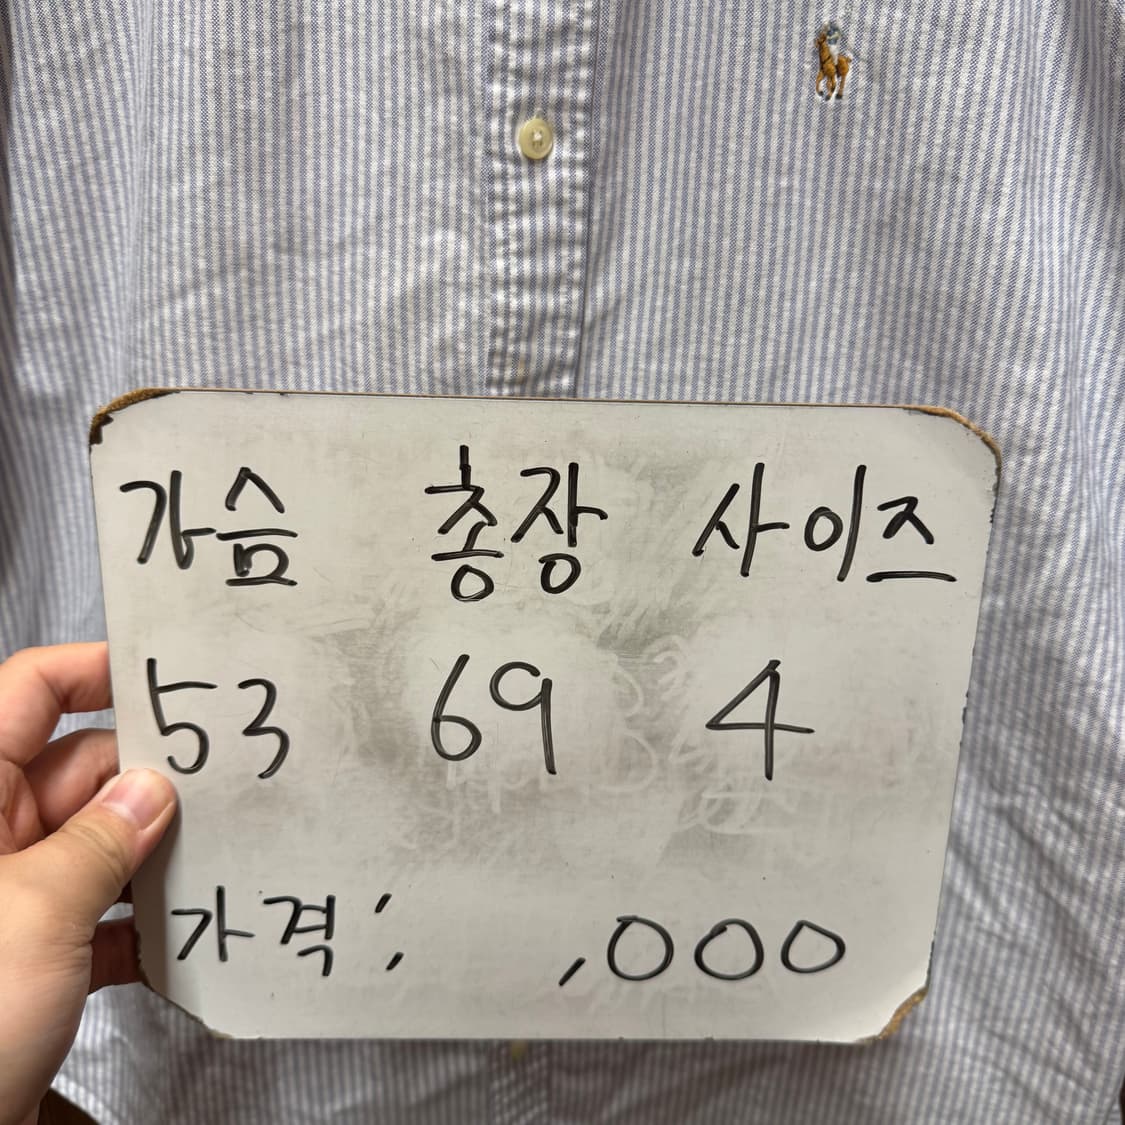 가슴 총장 사이즈
53 69 4
가격: ,000